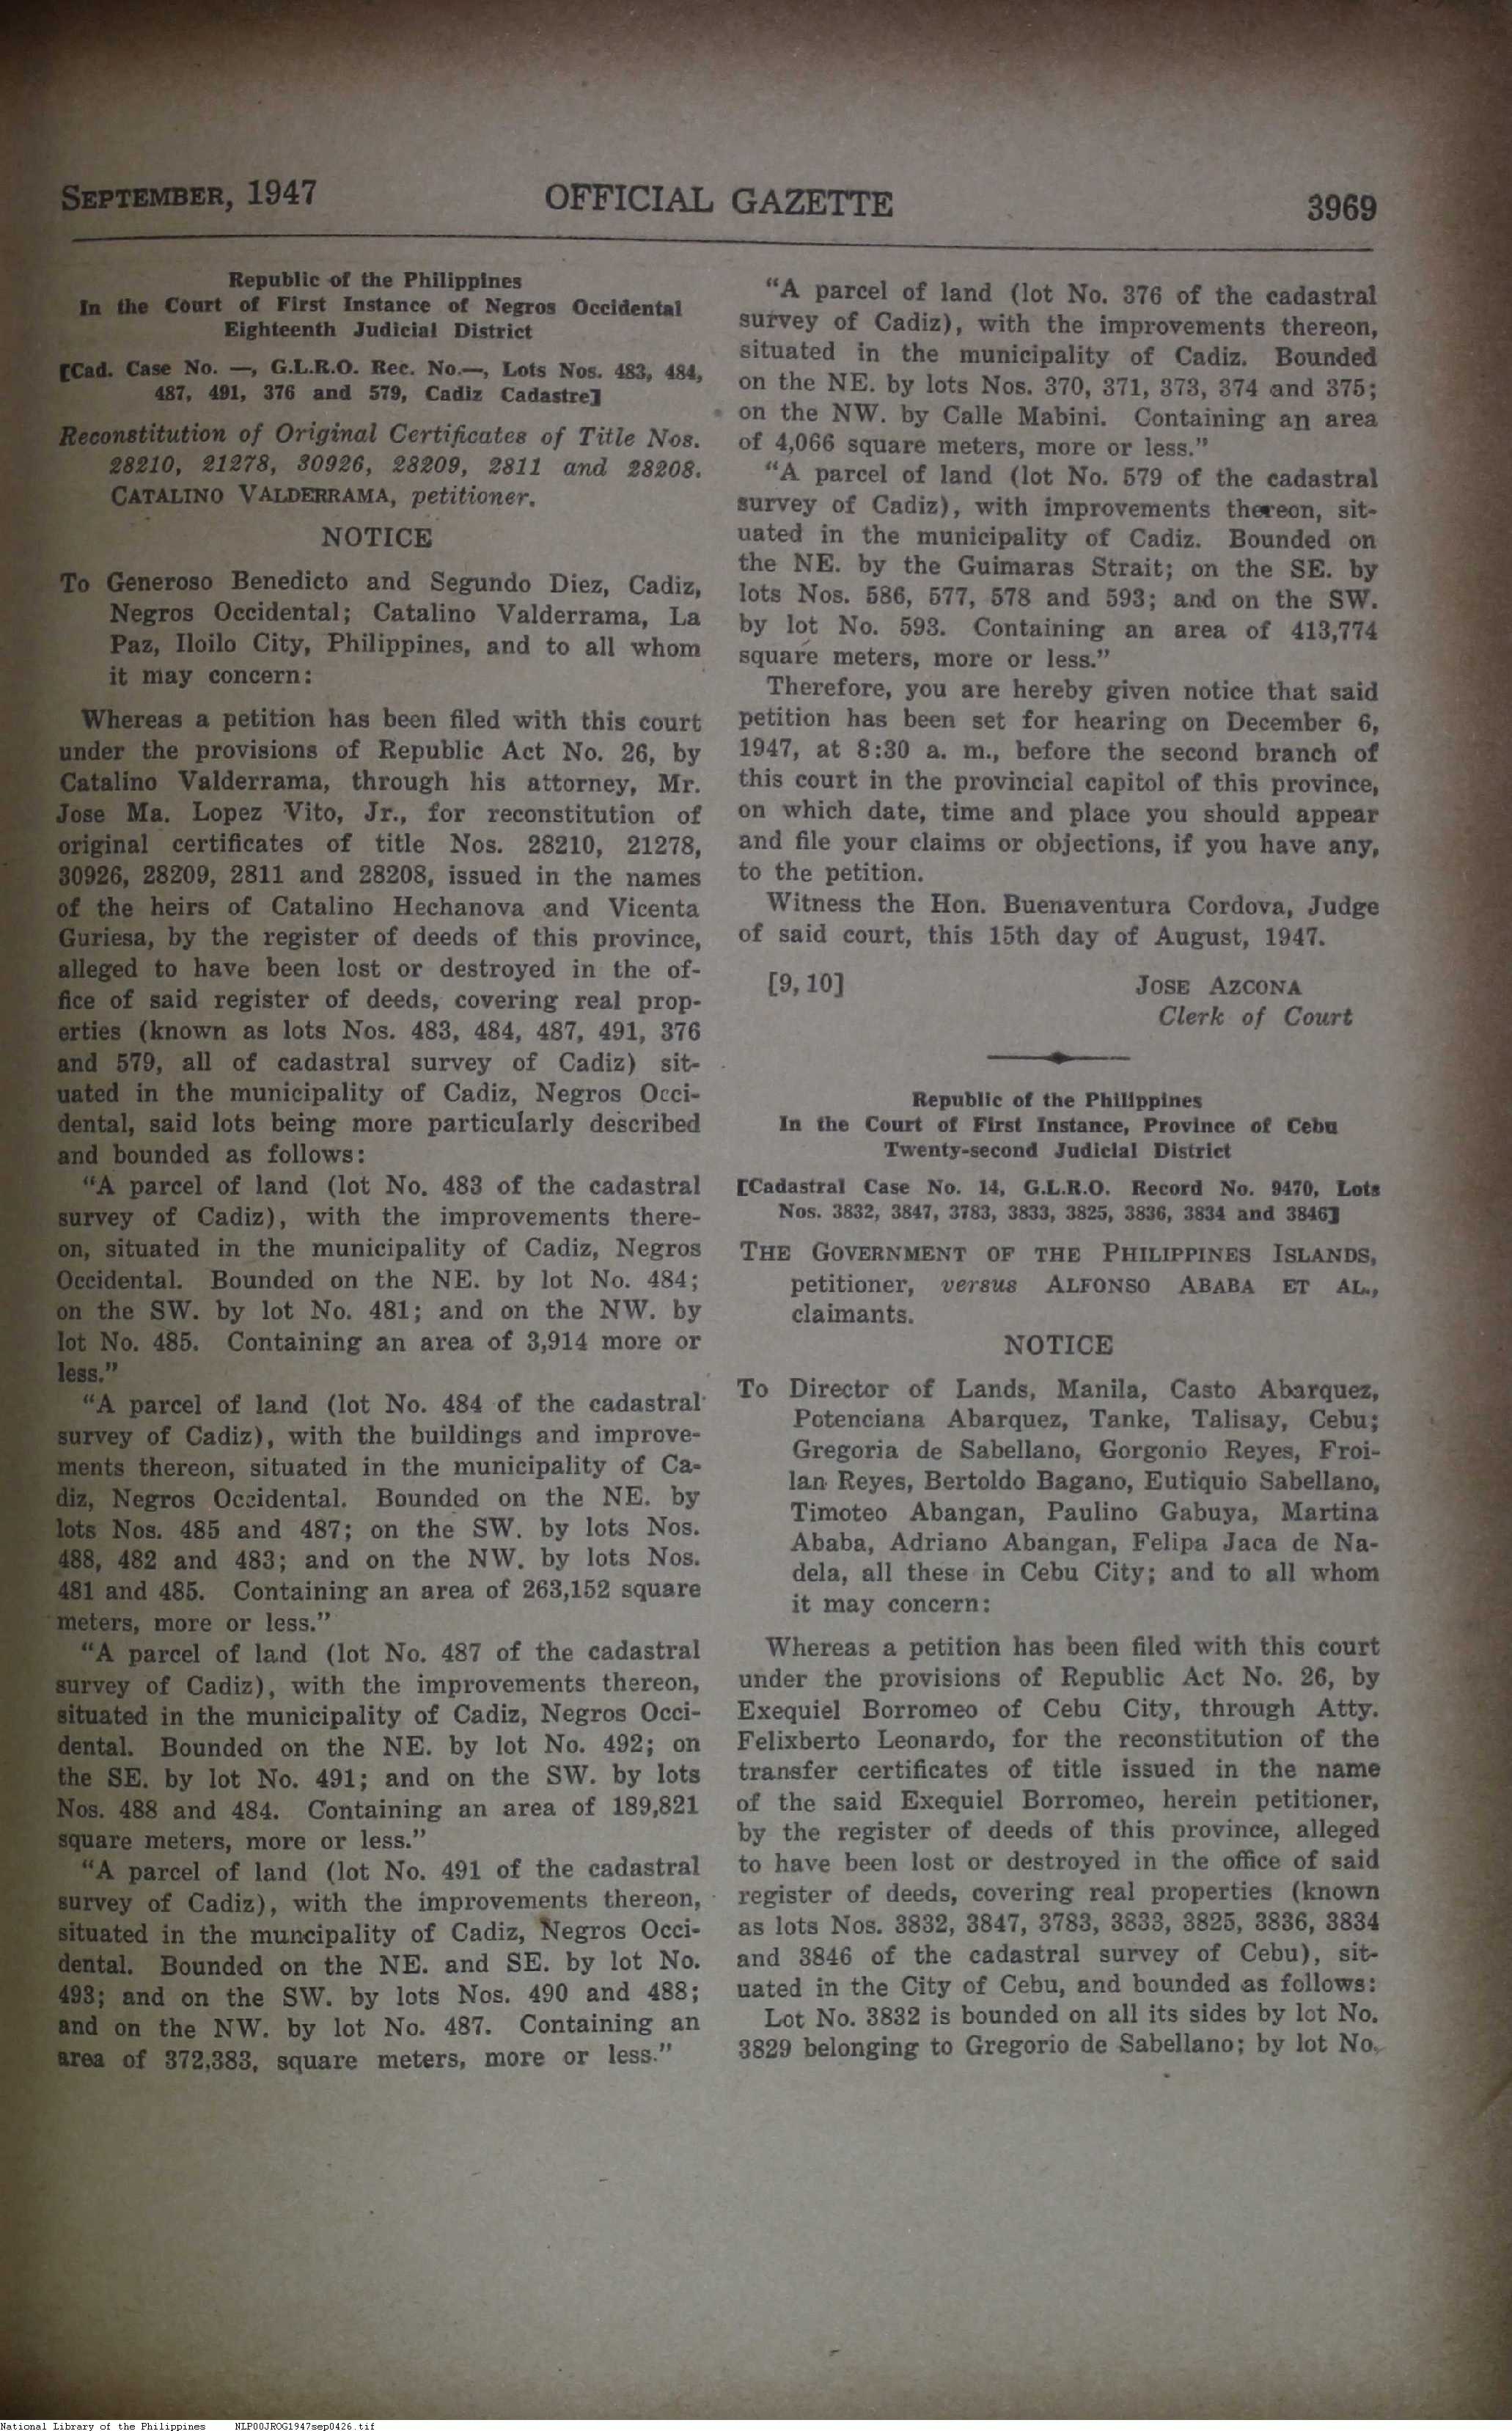 SEPTEMBER, 1947 OFFICIAL GAZETTE 3969
Republic of the Philippines
In the Court of First Instance of Negros Occidental
Eighteenth Judicial District
[Cad. Case No. —, G.L.R.O. Rec. No.—, Lots Nos. 483, 484,
487, 491, 376 and 579, Cadiz Cadastre]
Reconstitution of Original Certificates of Title Nos.
28210, 21278, 30926, 28209, 2811 and 28208.
CATALINO VALDERRAMA, petitioner.
NOTICE
To Generoso Benedicto and Segundo Diez, Cadiz,
Negros Occidental; Catalino Valderrama, La
Paz, Iloilo City, Philippines, and to all whom
it may concern:
Whereas a petition has been filed with this court
under the provisions of Republic Act No. 26, by
Catalino Valderrama, through his attorney, Mr.
Jose Ma. Lopez Vito, Jr., for reconstitution of
original certificates of title Nos. 28210, 21278,
30926, 28209, 2811 and 28208, issued in the names
of the heirs of Catalino Hechanova and Vicenta
Guriesa, by the register of deeds of this province,
alleged to have been lost or destroyed in the of-
fice of said register of deeds, covering real prop-
erties (known as lots Nos. 483, 484, 487, 491, 376
and 579, all of cadastral survey of Cadiz) sit-
uated in the municipality of Cadiz, Negros Occi-
dental, said lots being more particularly described
and bounded as follows:
"A parcel of land (lot No. 483 of the cadastral
survey of Cadiz), with the improvements there-
on, situated in the municipality of Cadiz, Negros
Occidental. Bounded on the NE. by lot No. 484;
on the SW. by lot No. 481; and on the NW. by
lot No. 485. Containing an area of 3,914 more or
less."
"A parcel of land (lot No. 484 of the cadastral
survey of Cadiz), with the buildings and improve-
ments thereon, situated in the municipality of Ca-
diz, Negros Occidental. Bounded on the NE. by
lots Nos. 485 and 487; on the SW. by lots Nos.
488, 482 and 483; and on the NW. by lots Nos.
481 and 485. Containing an area of 263,152 square
meters, more or less."
"A parcel of land (lot No. 487 of the cadastral
survey of Cadiz), with the improvements thereon,
situated in the municipality of Cadiz, Negros Occi-
dental. Bounded on the NE. by lot No. 492; on
the SE. by lot No. 491; and on the SW. by lots
Nos. 488 and 484. Containing an area of 189,821
square meters, more or less."
"A parcel of land (lot No. 491 of the cadastral
survey of Cadiz), with the improvements thereon,
situated in the muncipality of Cadiz, Negros Occi-
dental. Bounded on the NE. and SE. by lot No.
493; and on the SW. by lots Nos. 490 and 488;
and on the NW. by lot No. 487. Containing an
area of 372,383, square meters, more or less."
"A parcel of land (lot No. 376 of the cadastral
survey of Cadiz), with the improvements thereon,
situated in the municipality of Cadiz. Bounded
on the NE. by lots Nos. 370, 371, 373, 374 and 375;
on the NW. by Calle Mabini. Containing an area
of 4,066 square meters, more or less."
"A parcel of land (lot No. 579 of the cadastral
survey of Cadiz), with improvements thereon, sit-
uated in the municipality of Cadiz. Bounded on
the NE. by the Guimaras Strait; on the SE. by
lots Nos. 586, 577, 578 and 593; and on the SW.
by lot No. 593. Containing an area of 413,774
square meters, more or less."
Therefore, you are hereby given notice that said
petition has been set for hearing on December 6,
1947, at 8:30 a. m., before the second branch of
this court in the provincial capitol of this province,
on which date, time and place you should appear
and file your claims or objections, if you have any,
to the petition.
Witness the Hon. Buenaventura Cordova, Judge
of said court, this 15th day of August, 1947.
[9, 10] JOSE AZCONA
Clerk of Court
Republic of the Philippines
In the Court of First Instance, Province of Cebu
Twenty-second Judicial District
[Cadastral Case No. 14, G.L.R.O. Record No. 9470, Lots
Nos. 3832, 3847, 3783, 3833, 3825, 3836, 3834 and 3846]
THE GOVERNMENT OF THE PHILIPPINES ISLANDS,
petitioner, versus ALFONSO ABABA ET AL.,
claimants.
NOTICE
To Director of Lands, Manila, Casto Abarquez,
Potenciana Abarquez, Tanke, Talisay, Cebu;
Gregoria de Sabellano, Gorgonio Reyes, Froi-
lan Reyes, Bertoldo Bagano, Eutiquio Sabellano,
Timoteo Abangan, Paulino Gabuya, Martina
Ababa, Adriano Abangan, Felipa Jaca de Na-
dela, all these in Cebu City; and to all whom
it may concern:
Whereas a petition has been filed with this court
under the provisions of Republic Act No. 26, by
Exequiel Borromeo of Cebu City, through Atty.
Felixberto Leonardo, for the reconstitution of the
transfer certificates of title issued in the name
of the said Exequiel Borromeo, herein petitioner,
by the register of deeds of this province, alleged
to have been lost or destroyed in the office of said
register of deeds, covering real properties (known
as lots Nos. 3832, 3847, 3783, 3833, 3825, 3836, 3834
and 3846 of the cadastral survey of Cebu), sit-
uated in the City of Cebu, and bounded as follows:
Lot No. 3832 is bounded on all its sides by lot No.
3829 belonging to Gregorio de Sabellano; by lot No.
National Library of the Philippines NLP00JROG1947sep0426.tif